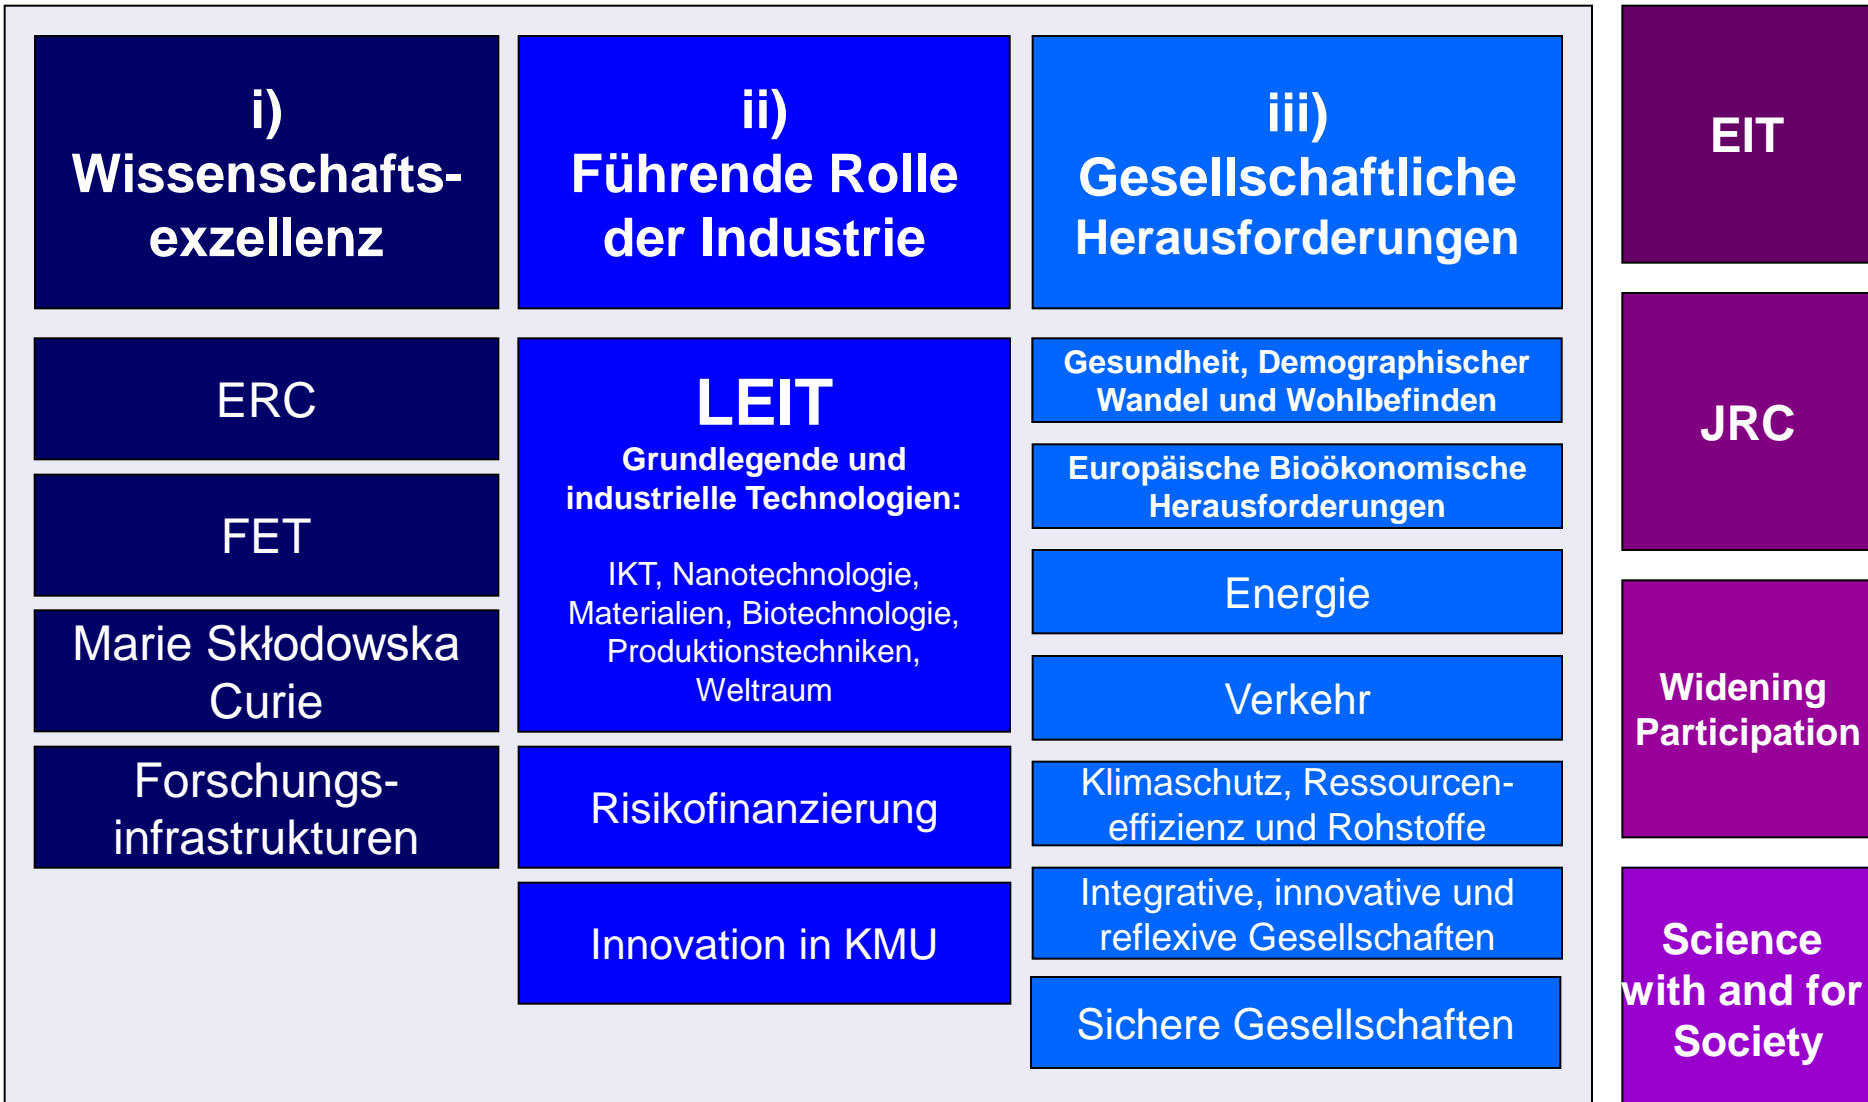 i)
Wissenschafts-
exzellenz
ERC
FET
Marie Skłodowska
Curie
Forschungs-
infrastrukturen
ii)
Führende Rolle
der Industrie
LEIT
Grundlegende und
industrielle Technologien:
IKT, Nanotechnologie,
Materialien, Biotechnologie,
Produktionstechniken,
Weltraum
Risikofinanzierung
Innovation in KMU
iii)
Gesellschaftliche
Herausforderungen
Gesundheit, Demographischer
Wandel und Wohlbefinden
Europäische Bioökonomische
Herausforderungen
Energie
Verkehr
Klimaschutz, Ressourcen-
effizienz und Rohstoffe
Integrative, innovative und
reflexive Gesellschaften
Sichere Gesellschaften
EIT
JRC
Widening
Participation
Science
with and for
Society